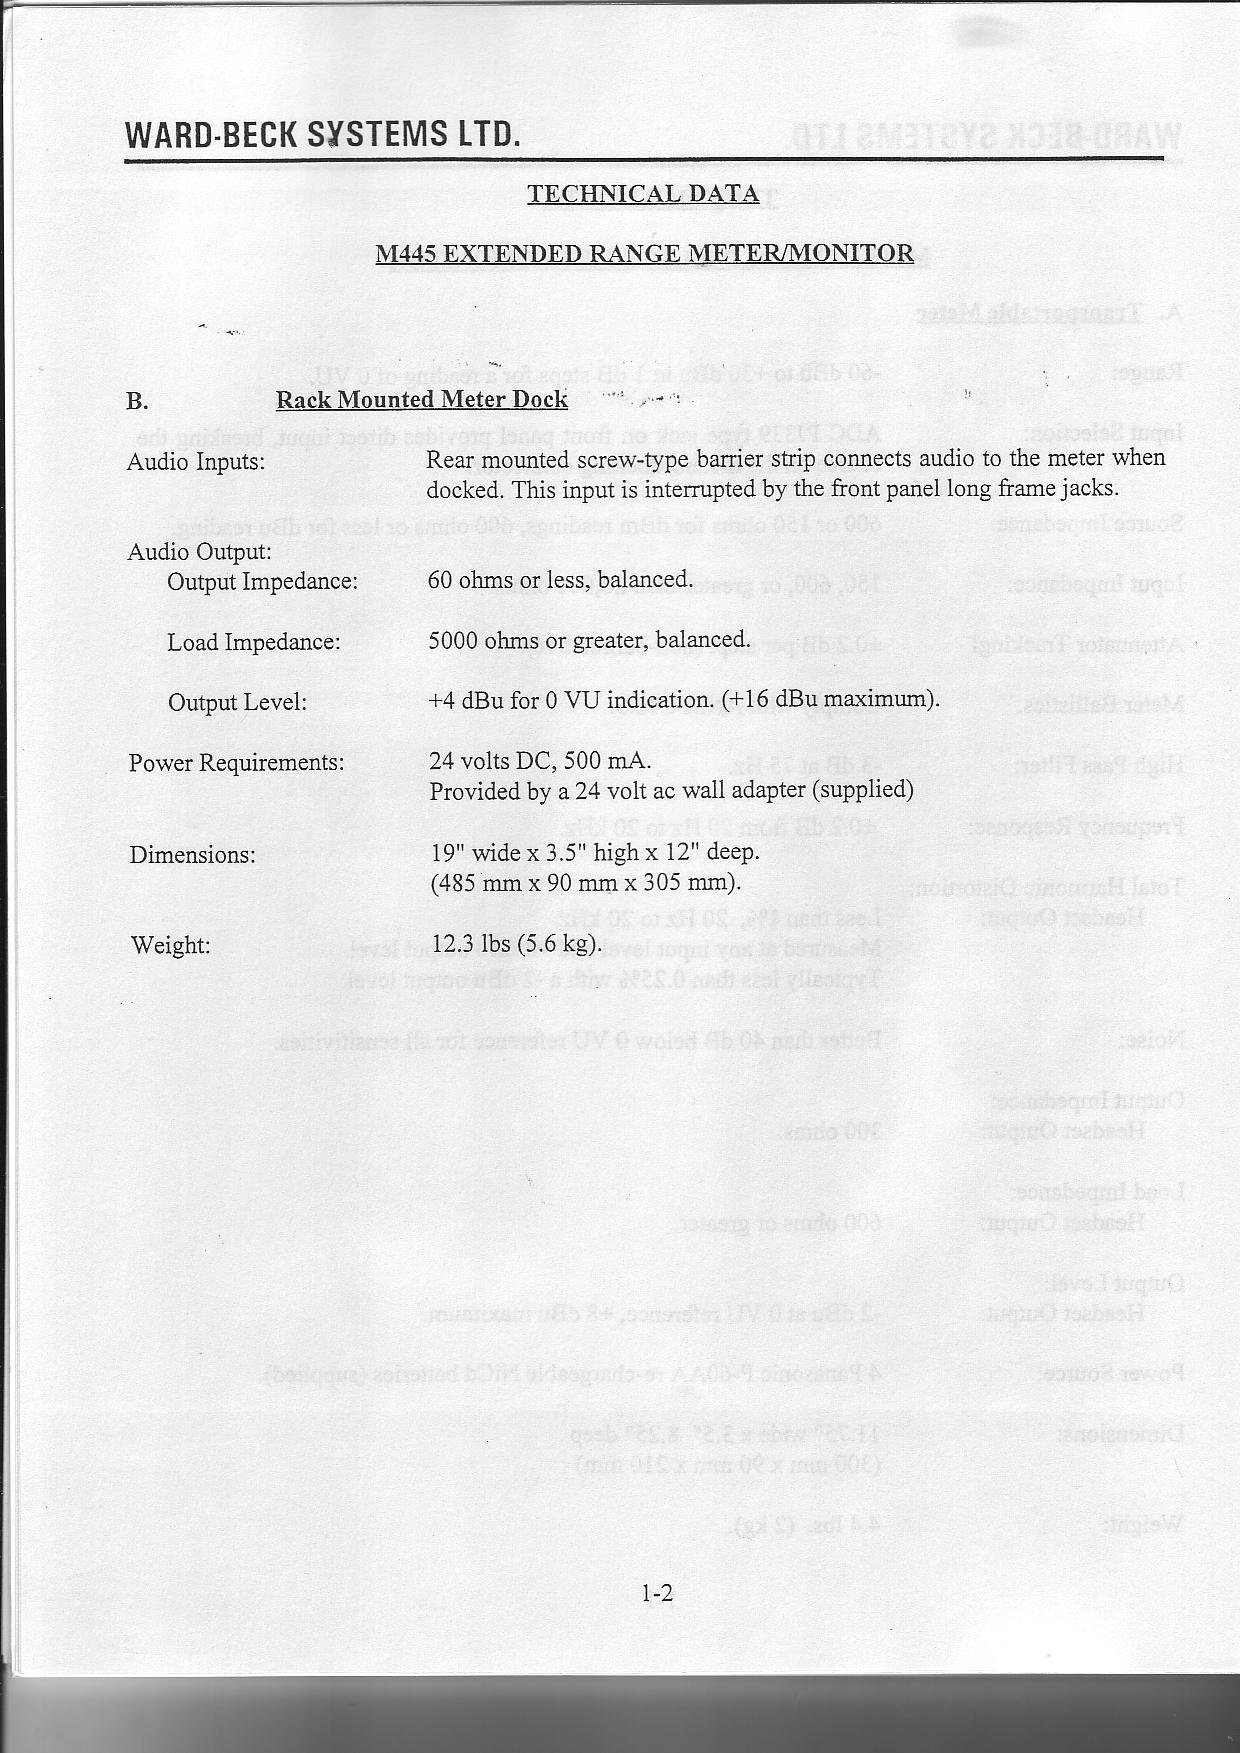 WARD-BECK SYSTEMS LTD.
TECHNICAL DATA
M445 EXTENDED RANGE METER/MONITOR
B. Rack Mounted Meter Dock
Audio Inputs: Rear mounted screw-type barrier strip connects audio to the meter when
docked. This input is interrupted by the front panel long frame jacks.
Audio Output:
Output Impedance: 60 ohms or less, balanced.
Load Impedance: 5000 ohms or greater, balanced.
Output Level: +4 dBu for 0 VU indication. (+16 dBu maximum).
Power Requirements: 24 volts DC, 500 mA.
Provided by a 24 volt ac wall adapter (supplied)
Dimensions: 19" wide x 3.5" high x 12" deep.
(485 mm x 90 mm x 305 mm).
Weight: 12.3 lbs (5.6 kg).
1-2